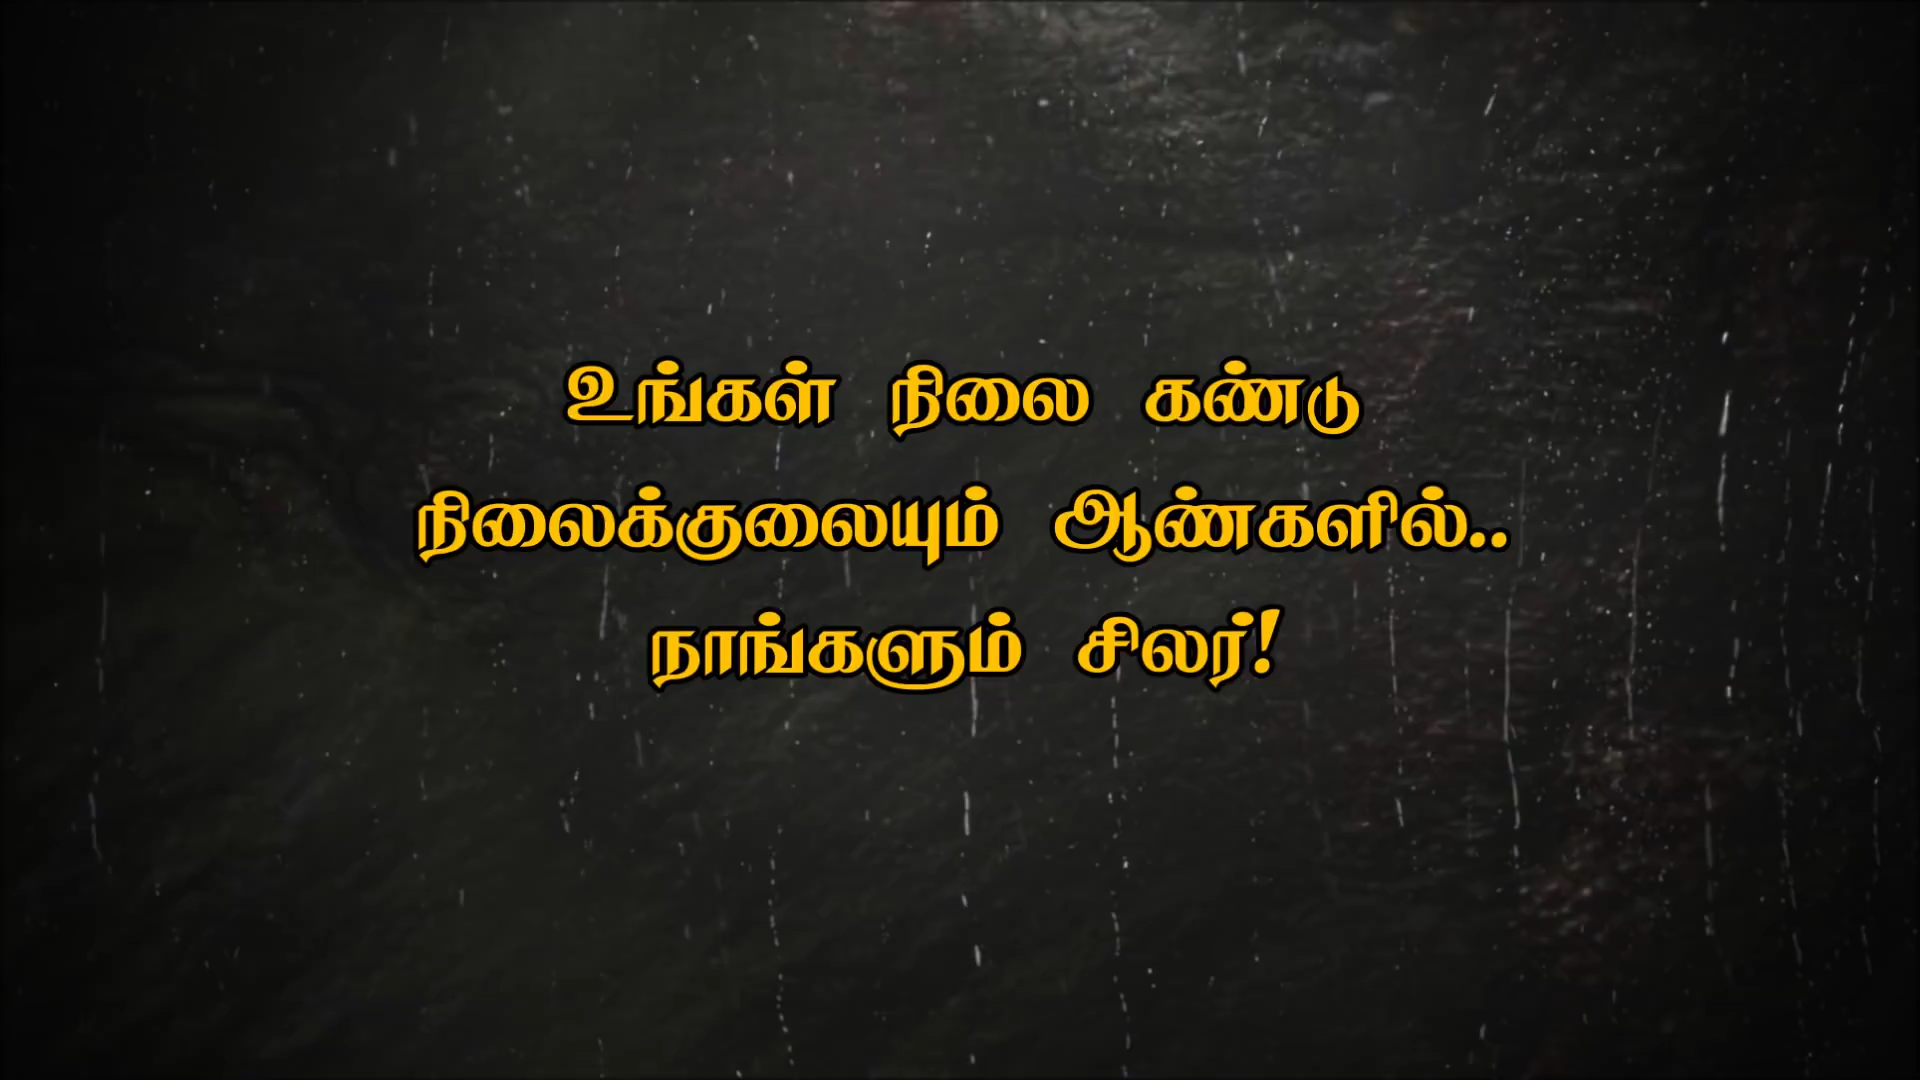 உங்கள் நிலை கண்டு
நிலைக்குலையும் ஆண்களில்..
நாங்களும் சிலர்!